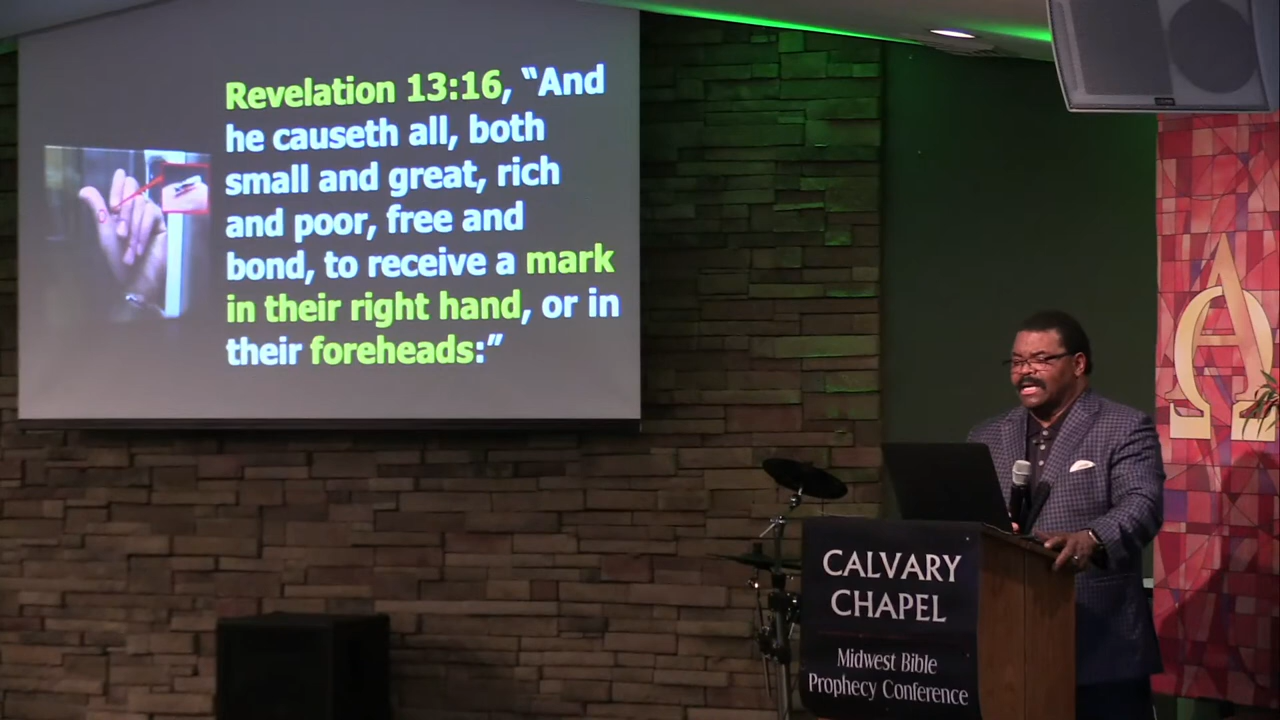 Revelation 13:16, “And
he causeth all, both
small and great, rich
and poor, free and
bond, to receive a mark
in their right hand, or in
their foreheads:”
CALVARY
CHAPEL
Midwest Bible
Prophecy Conference